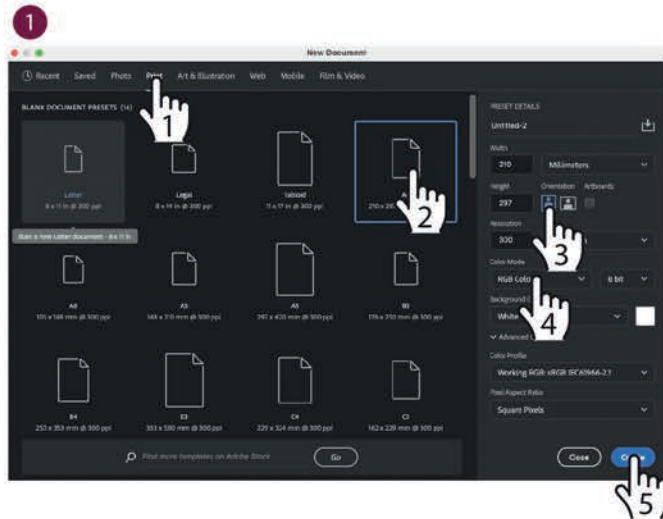 1
New Document
Recent Saved Photo Print Art & Illustration Web Mobile Film & Video
BLANK DOCUMENT PRESETS (14)
PRESET DETAILS
Untitled-2
Width
210 Millimeters
Height Orientation Artboards
297
Resolution
300
Color Mode
RGB Colo 8 bit
Background
White
Advanced
Color Profile
Working RGB: sRGB IEC61966-2.1
Pixel Aspect Ratio
Square Pixels
Close
Letter
8 x 11 in @ 300 ppi
Legal
8 x 14 in @ 300 ppi
Tabloid
11 x 17 in @ 300 ppi
210 x 297
Start a new Letter document - 8 x 11 in
105 x 148 mm @ 300 ppi
A5
148 x 210 mm @ 300 ppi
297 x 420 mm @ 300 ppi
B5
176 x 250 mm @ 300 ppi
B4
250 x 353 mm @ 300 ppi
353 x 500 mm @ 300 ppi
C4
229 x 324 mm @ 300 ppi
162 x 229 mm @ 300 ppi
Find more templates on Adobe Stock
Go
1
2
3
4
5